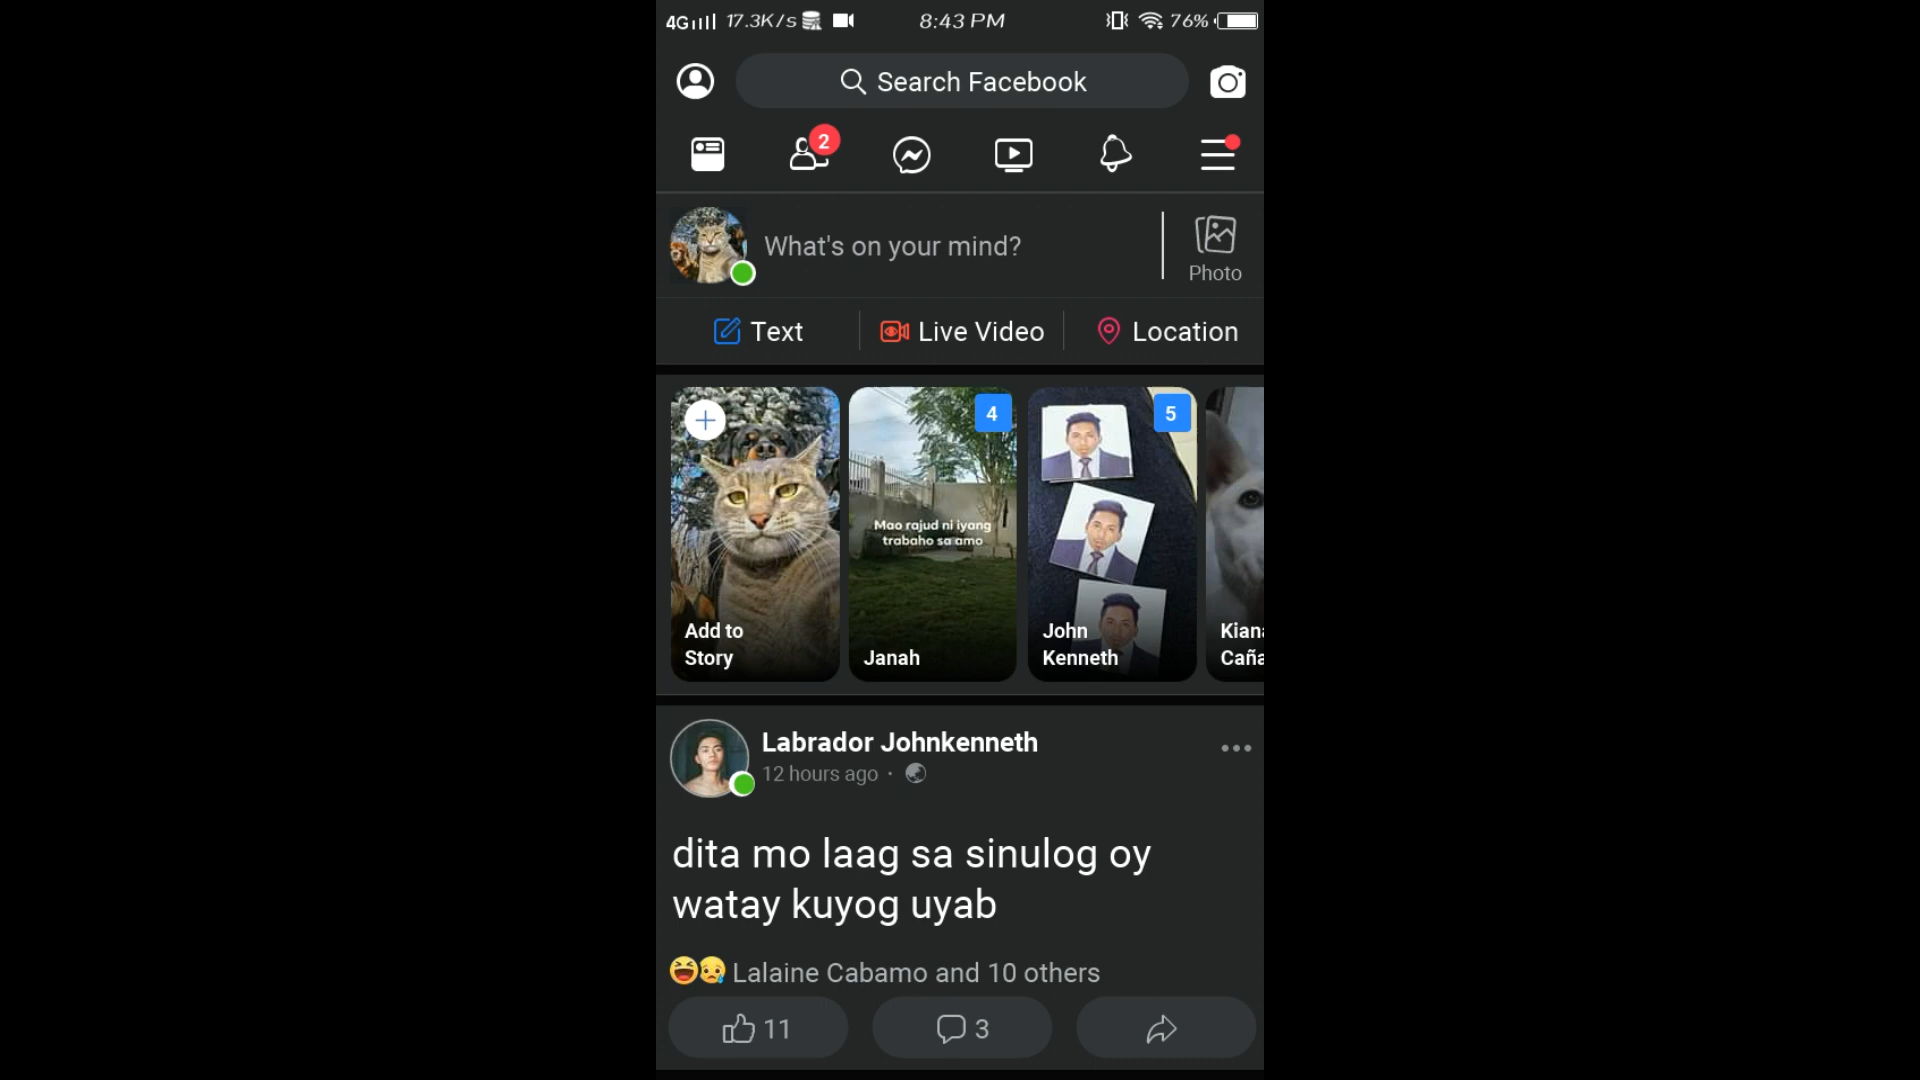 4G 17.3K/s 8:43 PM 76%
Search Facebook
2
What's on your mind?
Photo
Text Live Video Location
4 5
Mao rajud ni iyang
trabaho sa amo
Add to
Story
Janah
John
Kenneth
Kiana
Caña
Labrador Johnkenneth
12 hours ago ·
dita mo laag sa sinulog oy
watay kuyog uyab
Lalaine Cabamo and 10 others
11 3